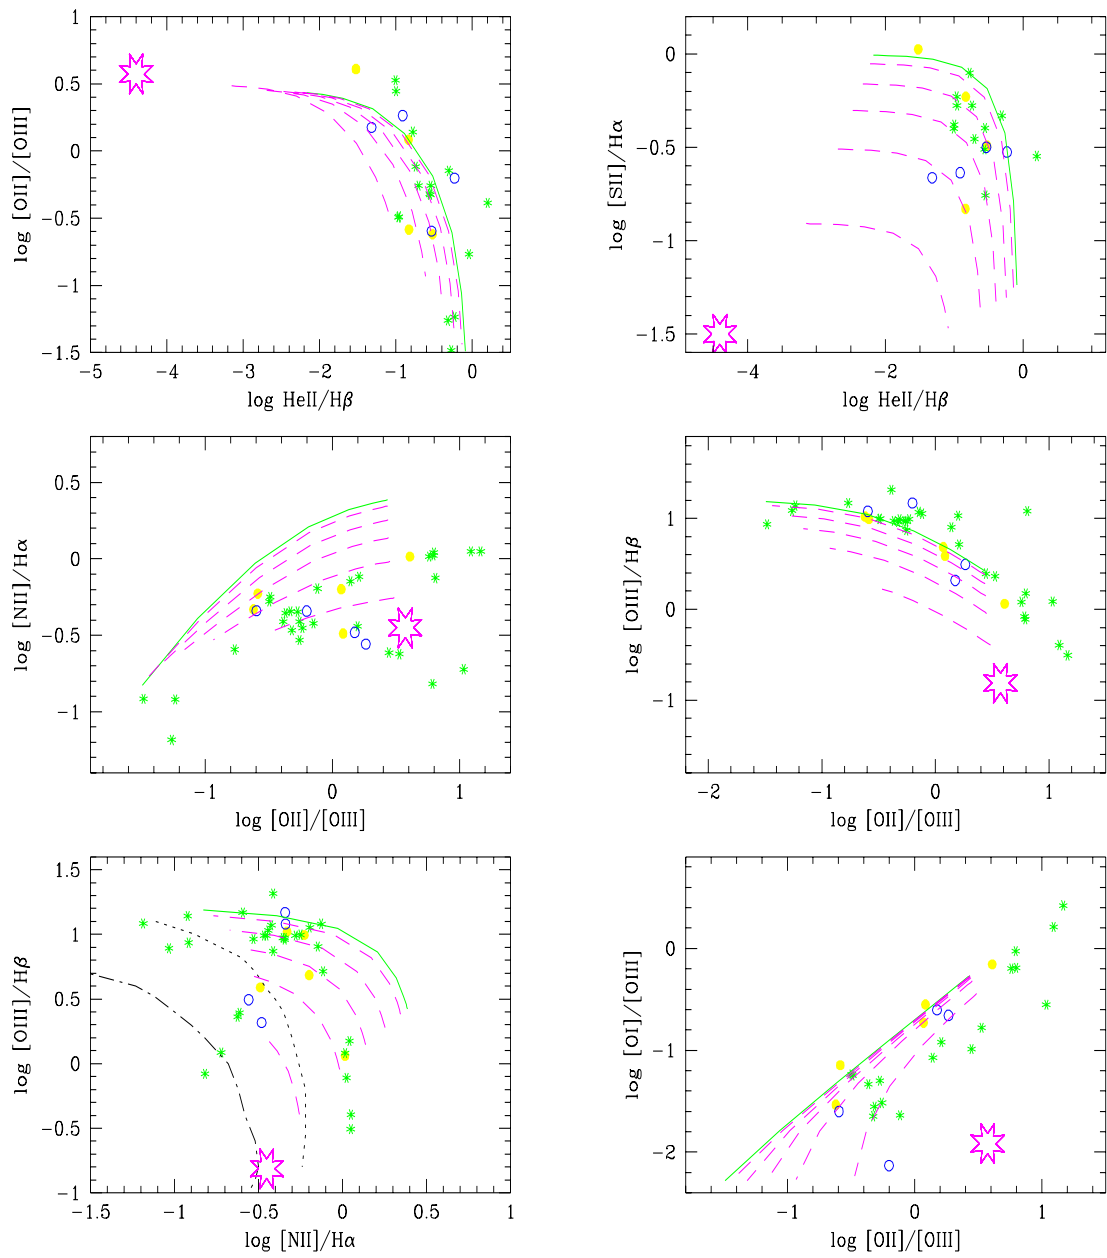 1
0.5
0
−0.5
−1
−1.5
log [OII]/[OIII]
−5 −4 −3 −2 −1 0
log HeII/Hβ
0
−0.5
−1
−1.5
log [SII]/Hα
−4 −2 0
log HeII/Hβ
0.5
0
−0.5
−1
log [NII]/Hα
−1 0 1
log [OII]/[OIII]
1
0
−1
log [OIII]/Hβ
−2 −1 0 1
log [OII]/[OIII]
1.5
1
0.5
0
−0.5
−1
log [OIII]/Hβ
−1.5 −1 −0.5 0 0.5 1
log [NII]/Hα
0
−1
−2
log [OI]/[OIII]
−1 0 1
log [OII]/[OIII]